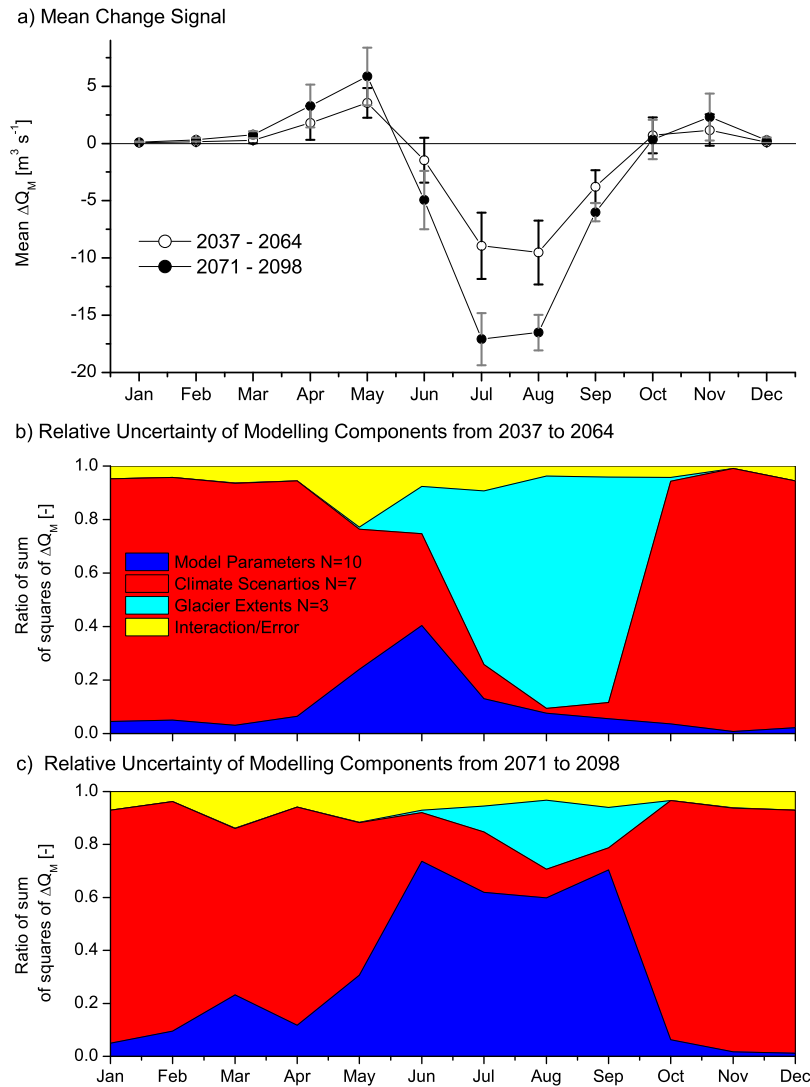 a) Mean Change Signal
Mean ΔQM [m³ s⁻¹]
5
0
-5
-10
-15
-20
2037 - 2064
2071 - 2098
Jan Feb Mar Apr May Jun Jul Aug Sep Oct Nov Dec
b) Relative Uncertainty of Modelling Components from 2037 to 2064
Ratio of sum
of squares of ΔQM [-]
1.0
0.8
0.6
0.4
0.2
0.0
Model Parameters N=10
Climate Scenartios N=7
Glacier Extents N=3
Interaction/Error
Jan Feb Mar Apr May Jun Jul Aug Sep Oct Nov Dec
c) Relative Uncertainty of Modelling Components from 2071 to 2098
Ratio of sum
of squares of ΔQM [-]
1.0
0.8
0.6
0.4
0.2
0.0
Jan Feb Mar Apr May Jun Jul Aug Sep Oct Nov Dec